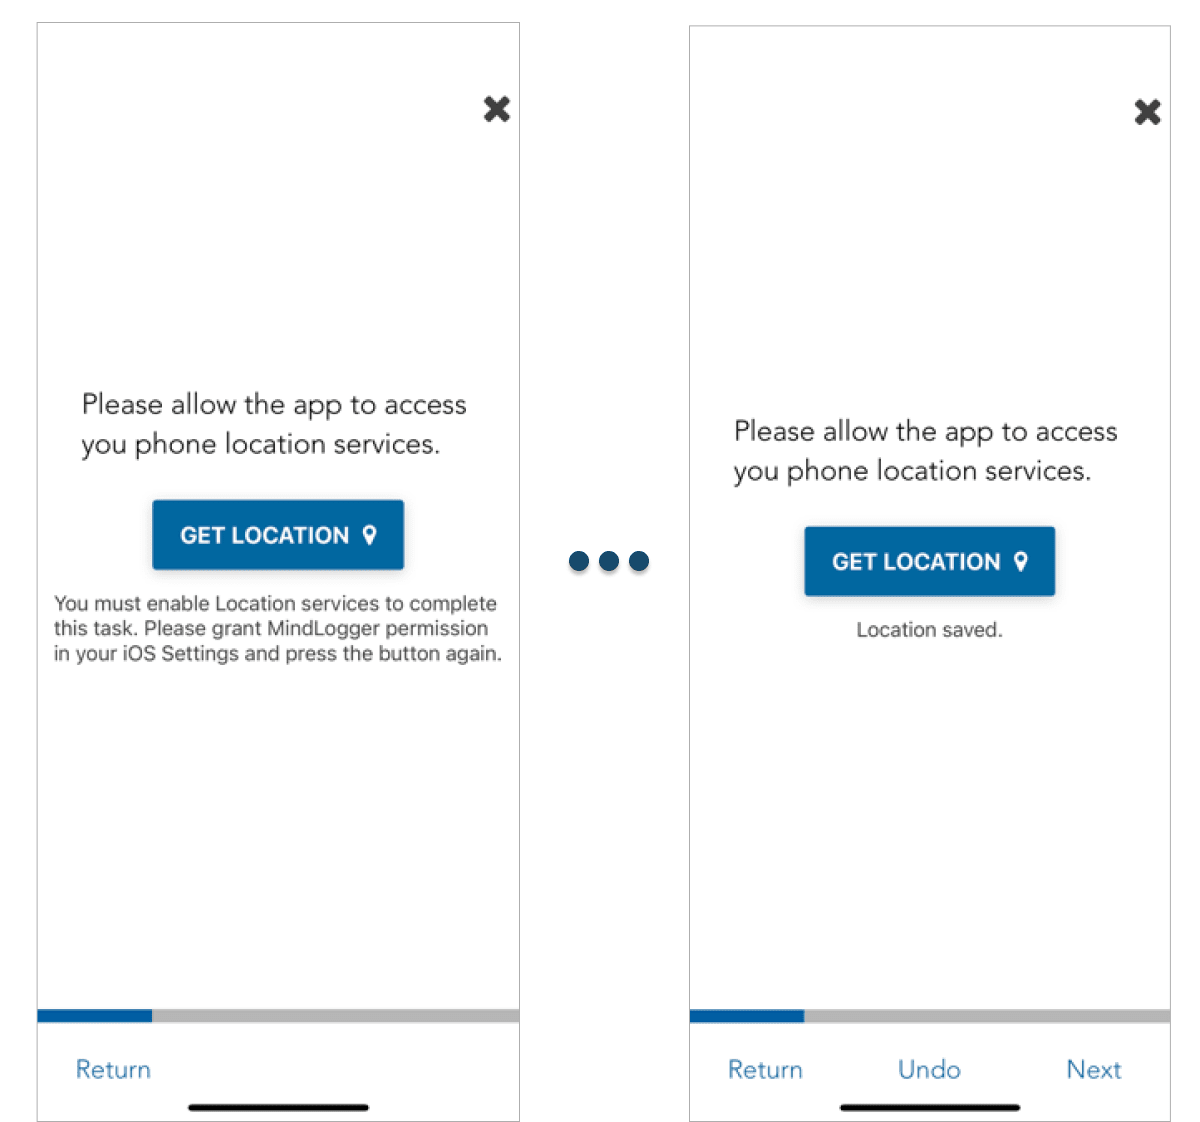 Please allow the app to access
you phone location services.
GET LOCATION
You must enable Location services to complete
this task. Please grant MindLogger permission
in your iOS Settings and press the button again.
Return
Please allow the app to access
you phone location services.
GET LOCATION
Location saved.
Return Undo Next